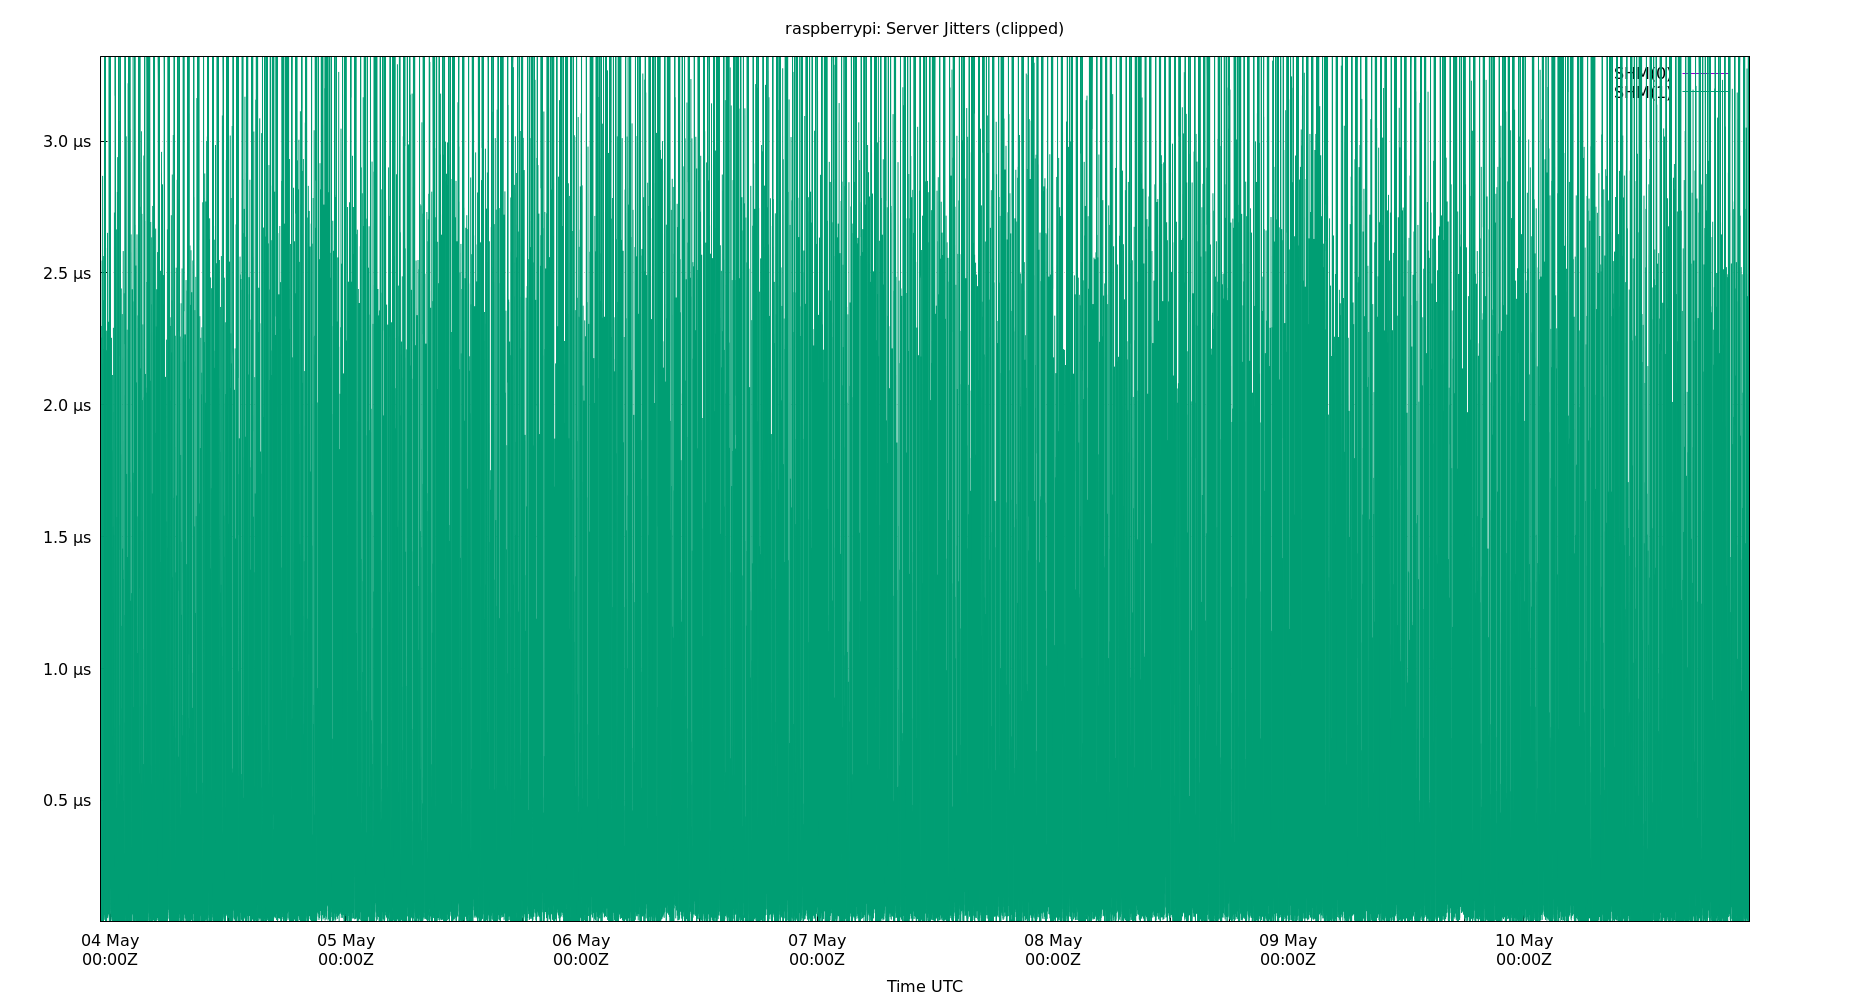 raspberrypi: Server Jitters (clipped)
SHM(0)
SHM(1)
3.0 µs
2.5 µs
2.0 µs
1.5 µs
1.0 µs
0.5 µs
04 May 05 May 06 May 07 May 08 May 09 May 10 May
00:00Z 00:00Z 00:00Z 00:00Z 00:00Z 00:00Z 00:00Z
Time UTC